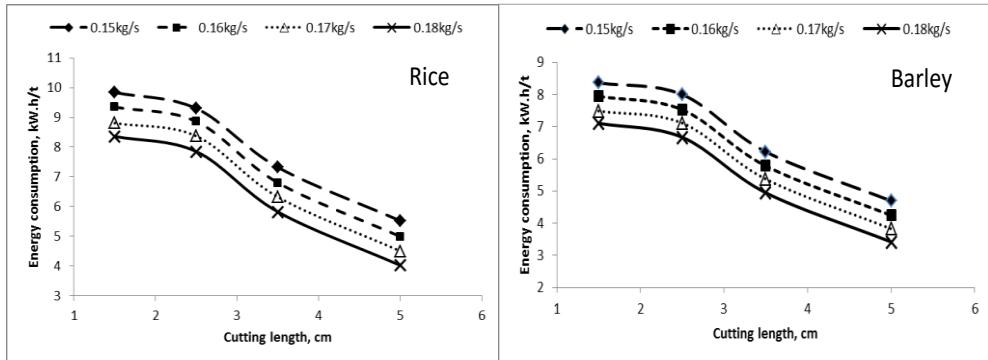 0.15kg/s 0.16kg/s 0.17kg/s 0.18kg/s
Rice
Energy consumption, kW.h/t
11
10
9
8
7
6
5
4
3
1 2 3 4 5 6
Cutting length, cm
0.15kg/s 0.16kg/s 0.17kg/s 0.18kg/s
Barley
Energy consumption, kW.h/t
9
8
7
6
5
4
3
2
1 2 3 4 5 6
Cutting length, cm